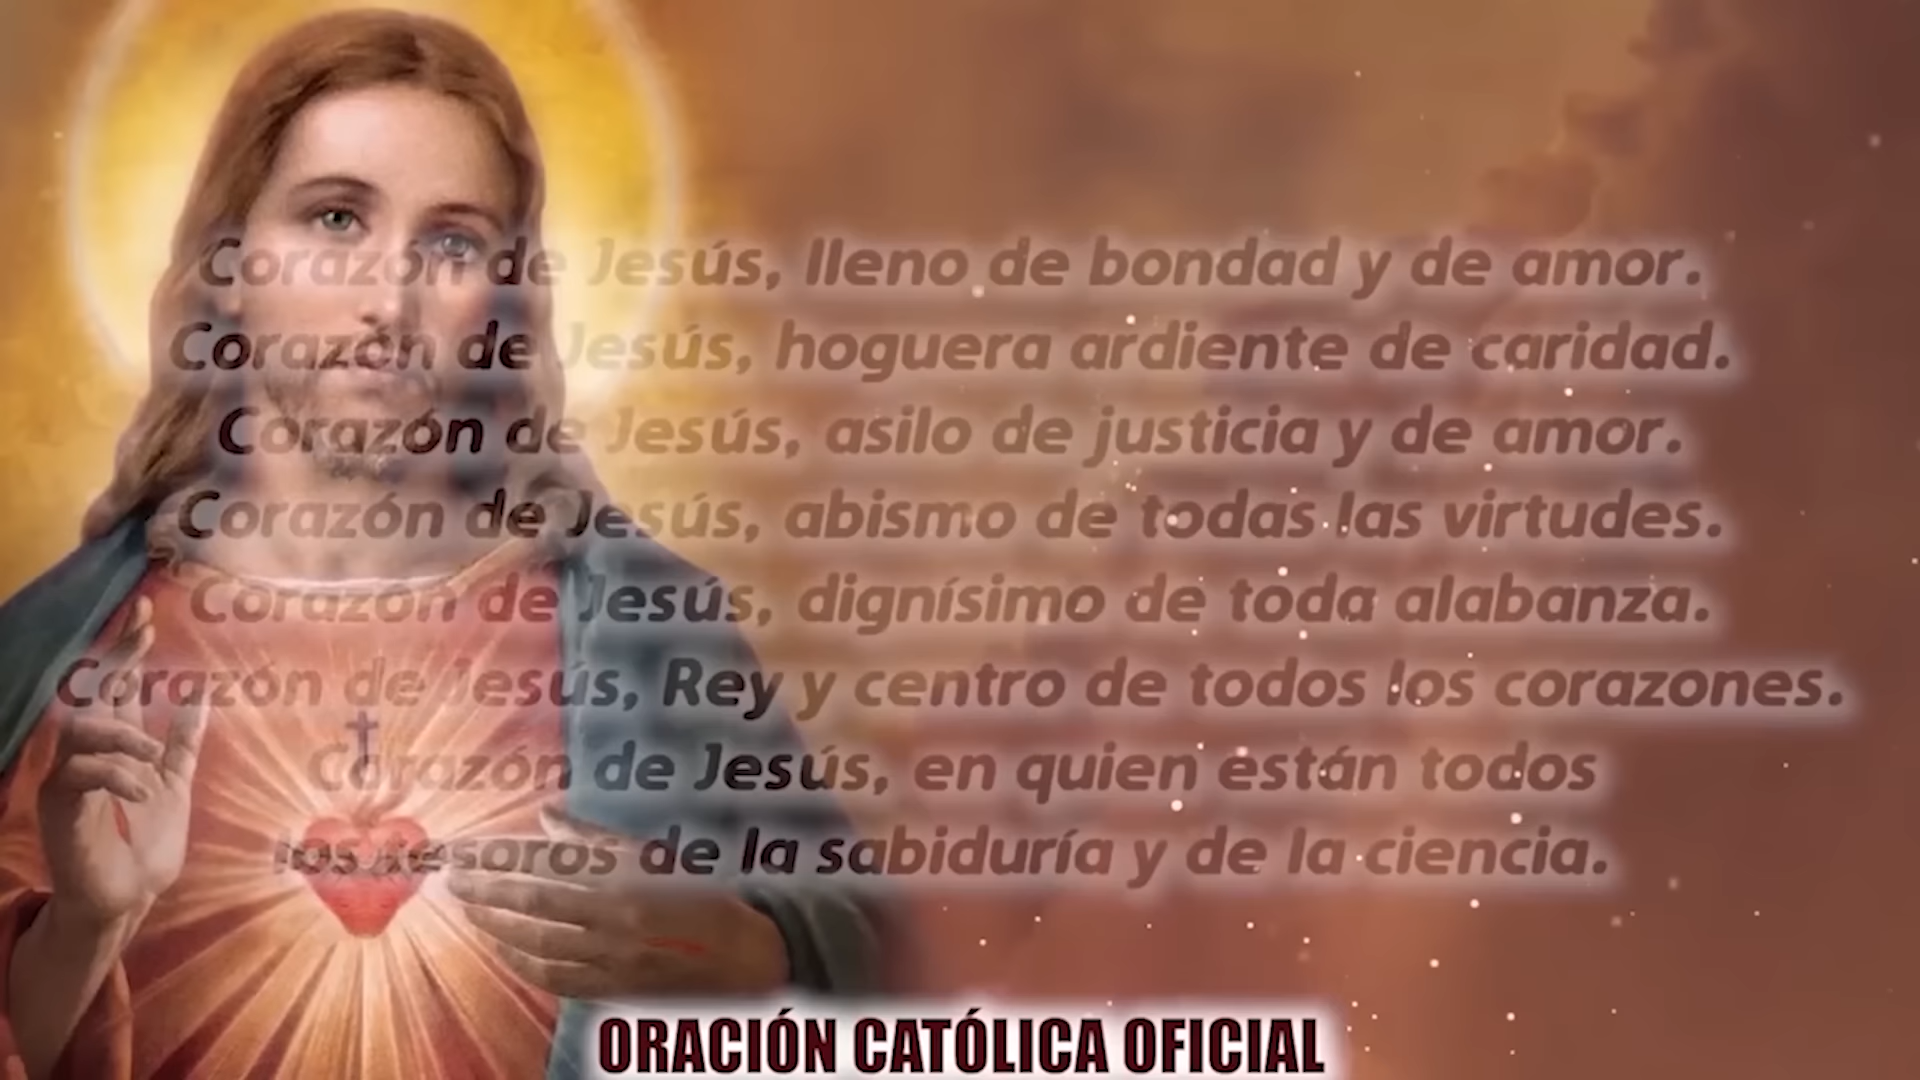 Corazón de Jesús, lleno de bondad y de amor.
Corazón de Jesús, hoguera ardiente de caridad.
Corazón de Jesús, asilo de justicia y de amor.
Corazón de Jesús, abismo de todas las virtudes.
Corazón de Jesús, dignísimo de toda alabanza.
Corazón de Jesús, Rey y centro de todos los corazones.
Corazón de Jesús, en quien están todos
los tesoros de la sabiduría y de la ciencia.
ORACIÓN CATÓLICA OFICIAL